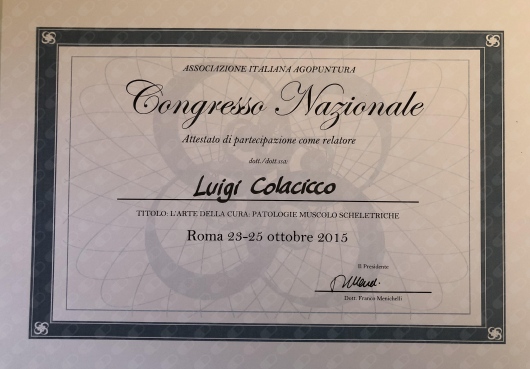 ASSOCIAZIONE ITALIANA AGOPUNTURA
Congresso Nazionale
Attestato di partecipazione come relatore
dott./dott.ssa:
Luigi Colacicco
TITOLO: L'ARTE DELLA CURA: PATOLOGIE MUSCOLO SCHELETRICHE
Roma 23-25 ottobre 2015
Il Presidente
Dott. Franco Menichelli